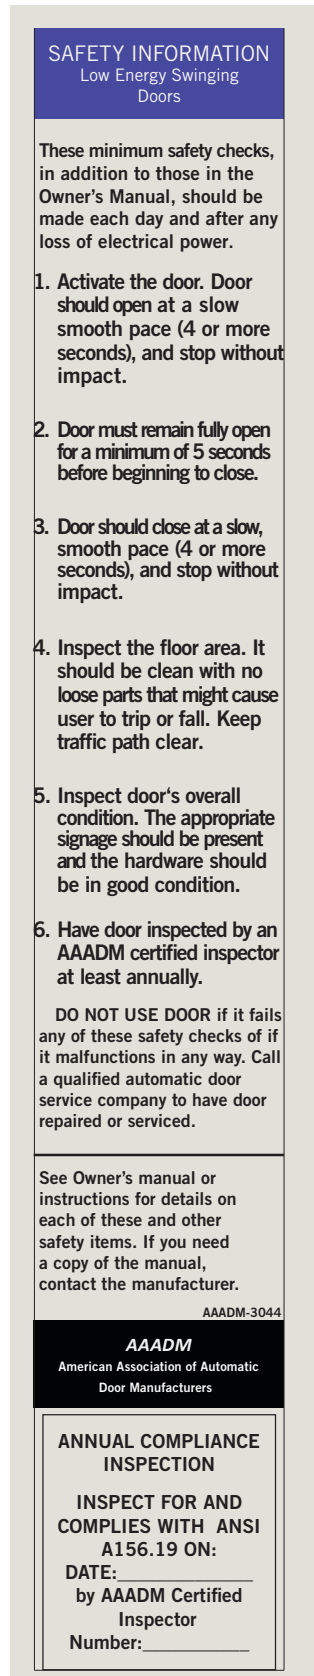 SAFETY INFORMATION
Low Energy Swinging
Doors
These minimum safety checks,
in addition to those in the
Owner's Manual, should be
made each day and after any
loss of electrical power.
1. Activate the door. Door
should open at a slow
smooth pace (4 or more
seconds), and stop without
impact.
2. Door must remain fully open
for a minimum of 5 seconds
before beginning to close.
3. Door should close at a slow,
smooth pace (4 or more
seconds), and stop without
impact.
4. Inspect the floor area. It
should be clean with no
loose parts that might cause
user to trip or fall. Keep
traffic path clear.
5. Inspect door‘s overall
condition. The appropriate
signage should be present
and the hardware should
be in good condition.
6. Have door inspected by an
AAADM certified inspector
at least annually.
DO NOT USE DOOR if it fails
any of these safety checks of if
it malfunctions in any way. Call
a qualified automatic door
service company to have door
repaired or serviced.
See Owner's manual or
instructions for details on
each of these and other
safety items. If you need
a copy of the manual,
contact the manufacturer.
AAADM-3044
AAADM
American Association of Automatic
Door Manufacturers
ANNUAL COMPLIANCE
INSPECTION
INSPECT FOR AND
COMPLIES WITH ANSI
A156.19 ON:
DATE:______________
by AAADM Certified
Inspector
Number:___________